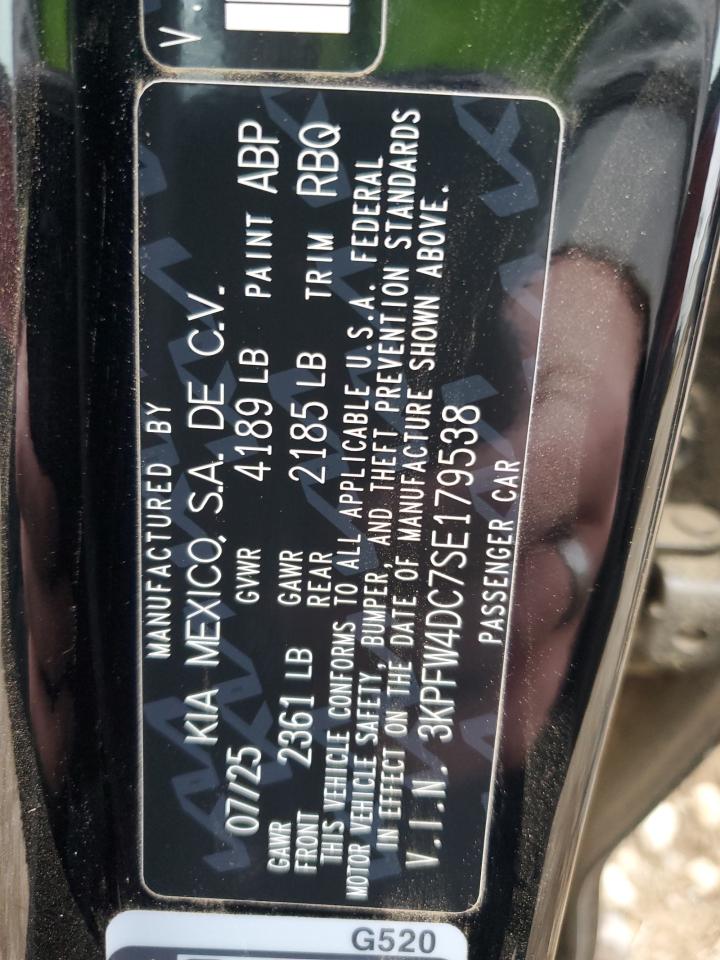 V.
MANUFACTURED BY
KIA MEXICO, S.A. DE C.V.
07/25 GVWR 4189 LB PAINT ABP
GAWR FRONT 2361 LB GAWR REAR 2185 LB TRIM RBQ
THIS VEHICLE CONFORMS TO ALL APPLICABLE U.S.A. FEDERAL
MOTOR VEHICLE SAFETY, BUMPER, AND THEFT PREVENTION STANDARDS
IN EFFECT ON THE DATE OF MANUFACTURE SHOWN ABOVE.
V.I.N. 3KPFW4DC7SE179538
PASSENGER CAR
G520